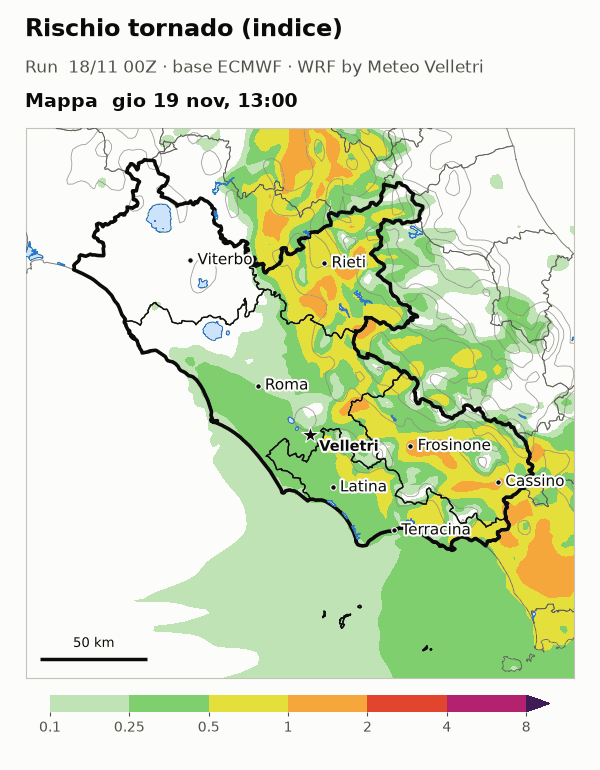 Rischio tornado (indice)
Run  18/11 00Z · base ECMWF · WRF by Meteo Velletri
Mappa  gio 19 nov, 13:00
Viterbo
Rieti
Roma
Velletri
Frosinone
Latina
Cassino
Terracina
50 km
0.1 0.25 0.5 1 2 4 8